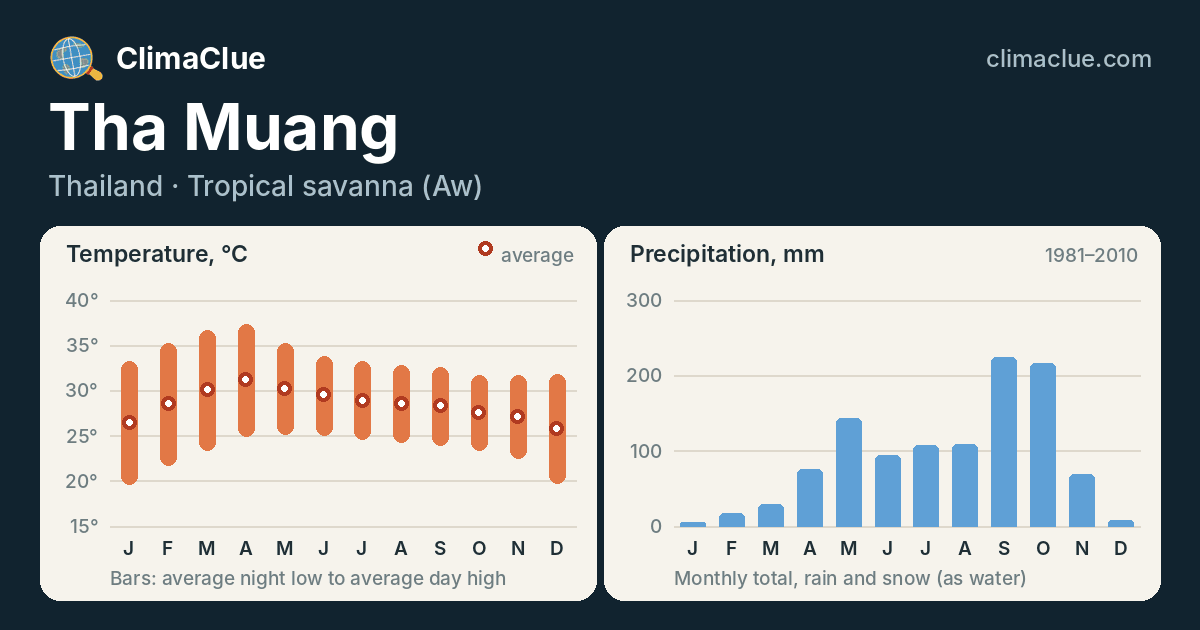 ClimaClue
climaclue.com
Tha Muang
Thailand · Tropical savanna (Aw)
Temperature, °C
average
40°
35°
30°
25°
20°
15°
J F M A M J J A S O N D
Bars: average night low to average day high
Precipitation, mm
1981–2010
300
200
100
0
J F M A M J J A S O N D
Monthly total, rain and snow (as water)